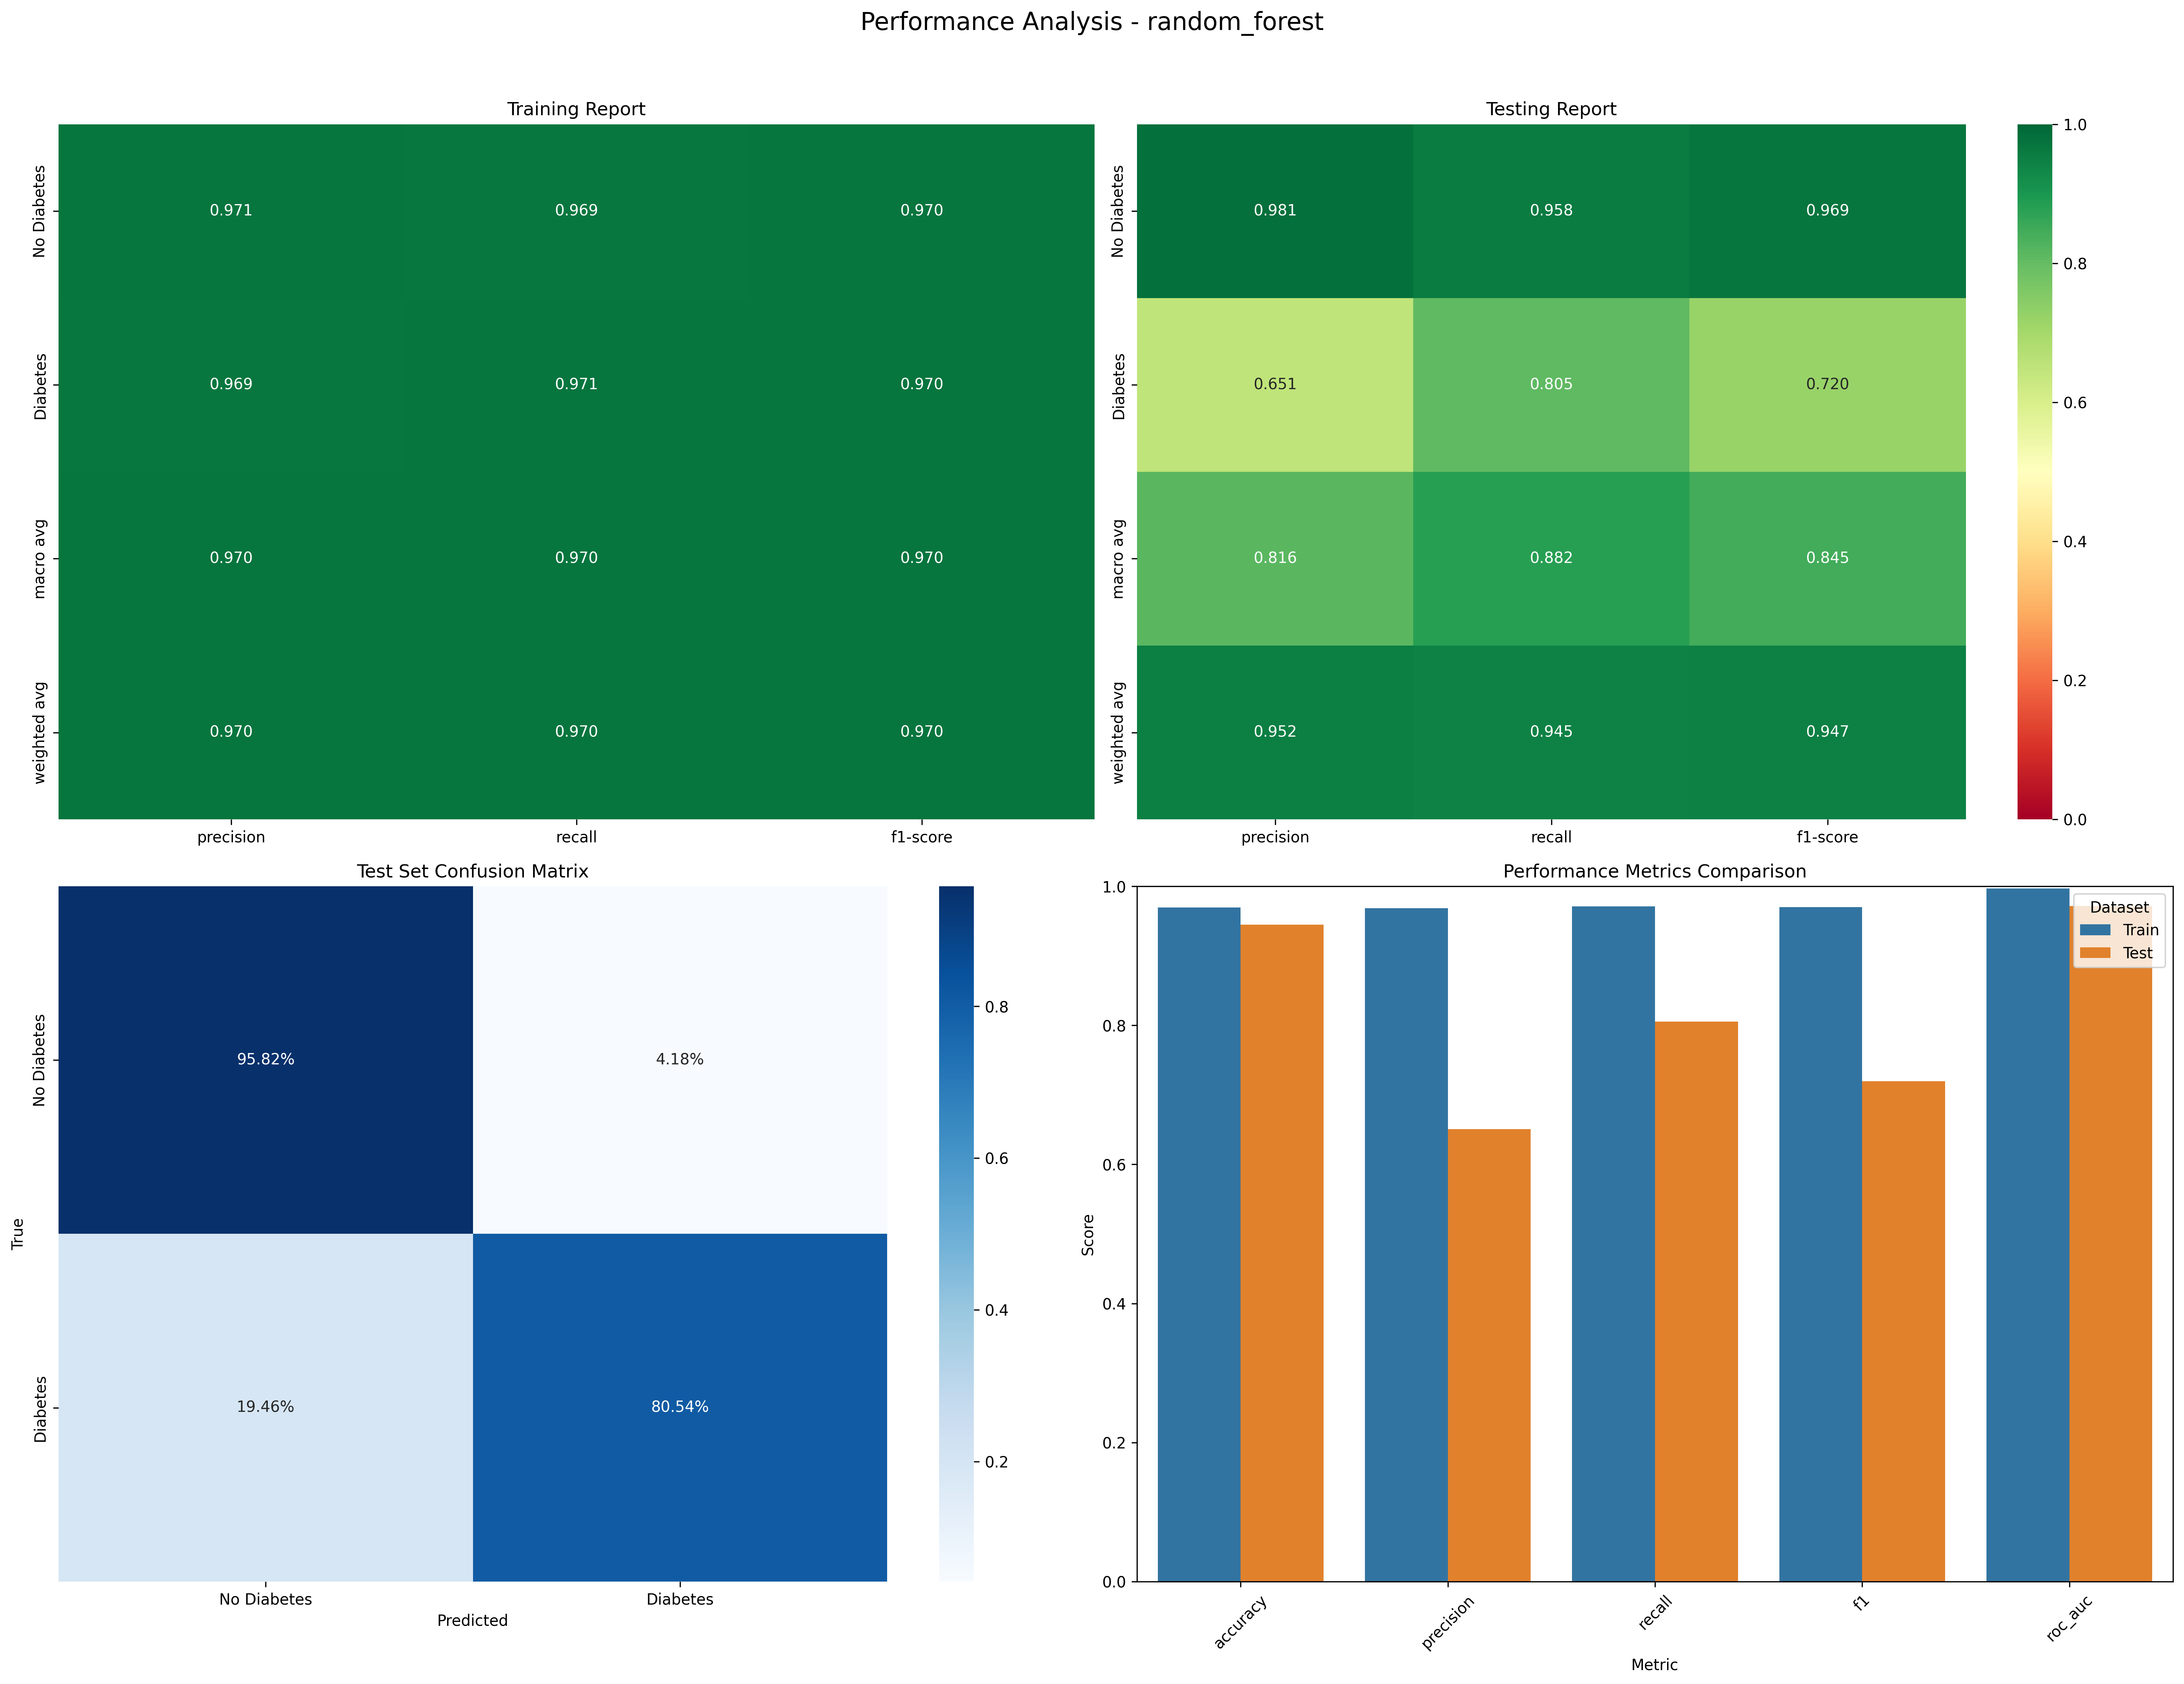 Performance Analysis - random_forest
Training Report
No Diabetes
0.971 0.969 0.970
Diabetes
0.969 0.971 0.970
macro avg
0.970 0.970 0.970
weighted avg
0.970 0.970 0.970
precision recall f1-score
Testing Report
No Diabetes
0.981 0.958 0.969
Diabetes
0.651 0.805 0.720
macro avg
0.816 0.882 0.845
weighted avg
0.952 0.945 0.947
precision recall f1-score
1.0
0.8
0.6
0.4
0.2
0.0
Test Set Confusion Matrix
True
No Diabetes
95.82% 4.18%
Diabetes
19.46% 80.54%
No Diabetes Diabetes
Predicted
0.8
0.6
0.4
0.2
Performance Metrics Comparison
Dataset
Train
Test
Score
1.0
0.8
0.6
0.4
0.2
0.0
accuracy precision recall f1 roc_auc
Metric